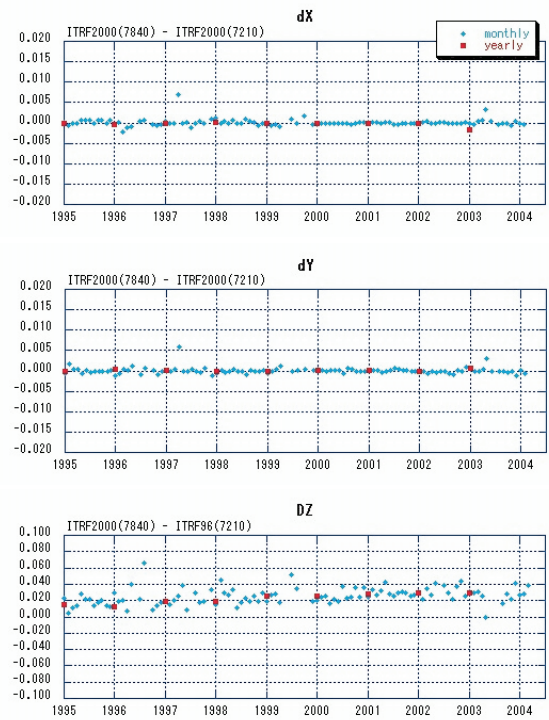 dX
ITRF2000(7840) - ITRF2000(7210)
monthly
yearly
0.020
0.015
0.010
0.005
0.000
-0.005
-0.010
-0.015
-0.020
1995 1996 1997 1998 1999 2000 2001 2002 2003 2004
dY
ITRF2000(7840) - ITRF2000(7210)
0.020
0.015
0.010
0.005
0.000
-0.005
-0.010
-0.015
-0.020
1995 1996 1997 1998 1999 2000 2001 2002 2003 2004
DZ
ITRF2000(7840) - ITRF96(7210)
0.100
0.080
0.060
0.040
0.020
0.000
-0.020
-0.040
-0.060
-0.080
-0.100
1995 1996 1997 1998 1999 2000 2001 2002 2003 2004